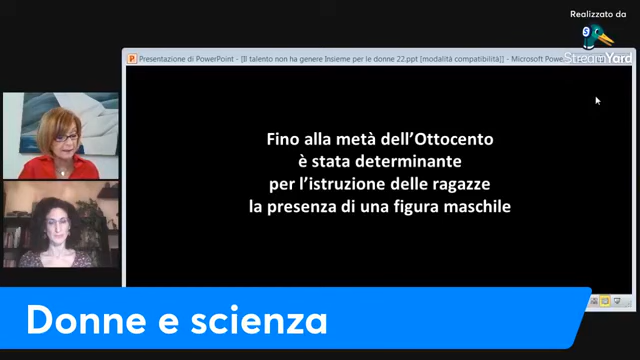 Realizzato da
StreamYard
Presentazione di PowerPoint - [Il talento non ha genere Insieme per le donne 22.ppt [modalità compatibilità]] - Microsoft Powe
Fino alla metà dell'Ottocento
è stata determinante
per l'istruzione delle ragazze
la presenza di una figura maschile
Donne e scienza